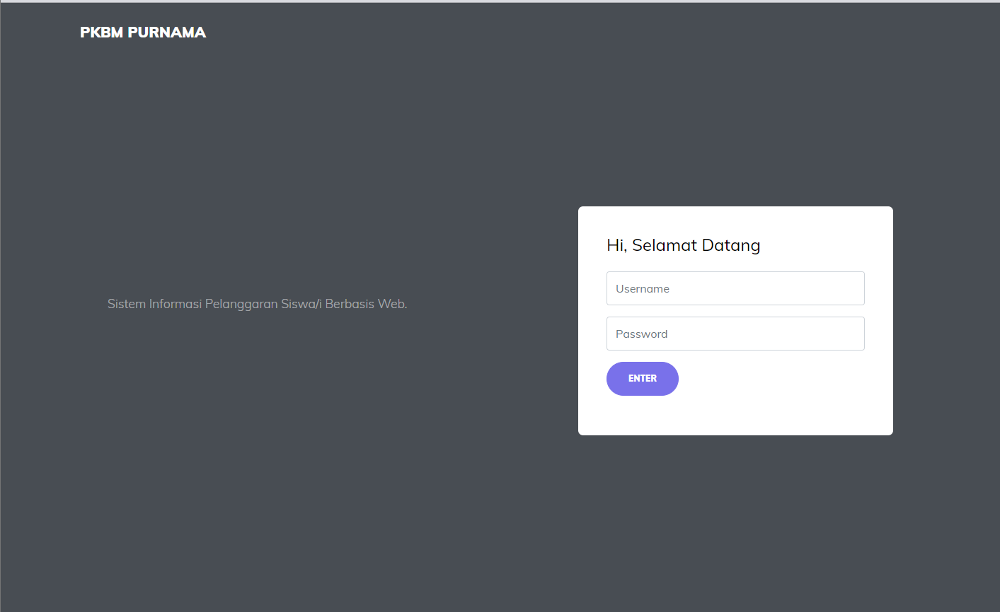 PKBM PURNAMA
Sistem Informasi Pelanggaran Siswa/i Berbasis Web.
Hi, Selamat Datang
Username
Password
ENTER